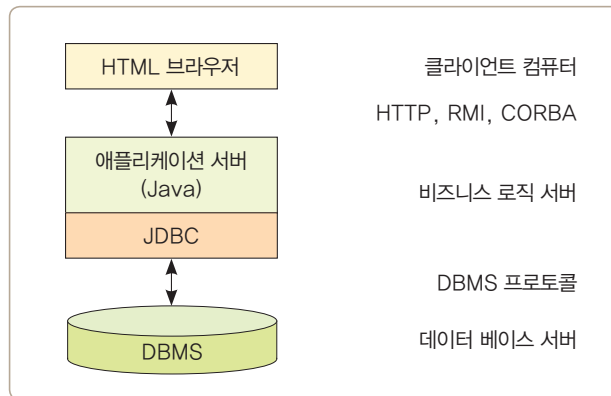 HTML 브라우저
클라이언트 컴퓨터
HTTP, RMI, CORBA
애플리케이션 서버
(Java)
비즈니스 로직 서버
JDBC
DBMS 프로토콜
DBMS
데이터 베이스 서버